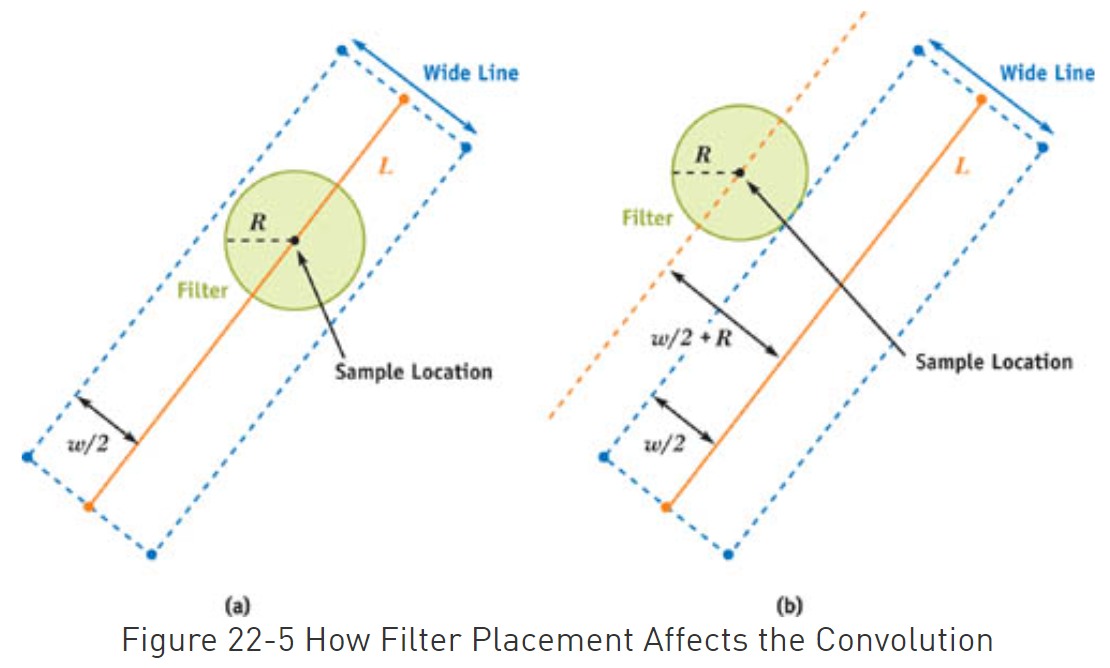 Wide Line
L
R
Filter
Sample Location
w/2
(a)
Wide Line
L
R
Filter
w/2 + R
Sample Location
w/2
(b)
Figure 22-5 How Filter Placement Affects the Convolution